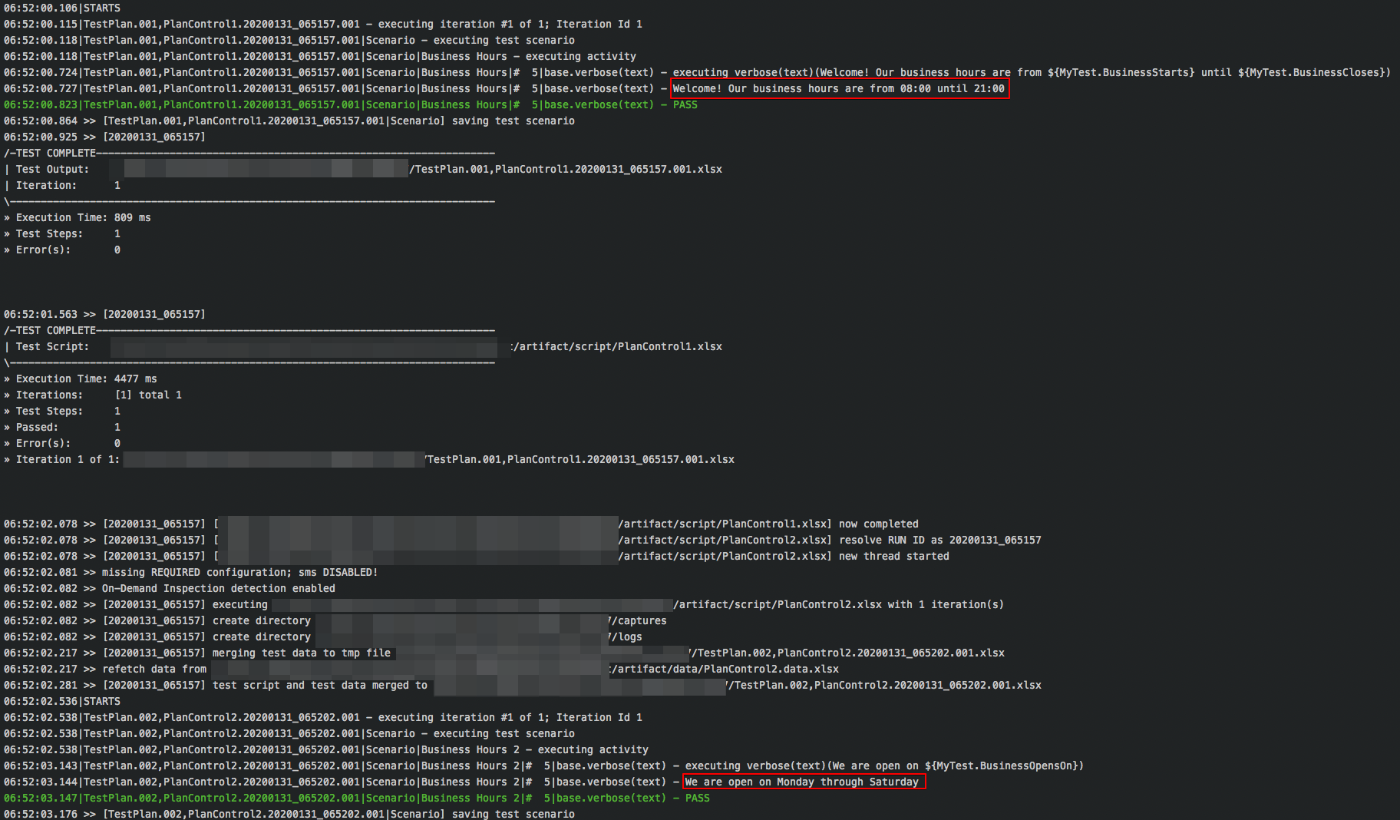 06:52:00.106|STARTS
06:52:00.115|TestPlan.001,PlanControl1.20200131_065157.001 - executing iteration #1 of 1; Iteration Id 1
06:52:00.118|TestPlan.001,PlanControl1.20200131_065157.001|Scenario - executing test scenario
06:52:00.118|TestPlan.001,PlanControl1.20200131_065157.001|Scenario|Business Hours - executing activity
06:52:00.724|TestPlan.001,PlanControl1.20200131_065157.001|Scenario|Business Hours|#  5|base.verbose(text) - executing verbose(text)(Welcome! Our business hours are from ${MyTest.BusinessStarts} until ${MyTest.BusinessCloses})
06:52:00.727|TestPlan.001,PlanControl1.20200131_065157.001|Scenario|Business Hours|#  5|base.verbose(text) - Welcome! Our business hours are from 08:00 until 21:00
06:52:00.823|TestPlan.001,PlanControl1.20200131_065157.001|Scenario|Business Hours|#  5|base.verbose(text) - PASS
06:52:00.864 >> [TestPlan.001,PlanControl1.20200131_065157.001|Scenario] saving test scenario
06:52:00.925 >> [20200131_065157]
/-TEST COMPLETE-----------------------------------------------------------------
| Test Output:    /TestPlan.001,PlanControl1.20200131_065157.001.xlsx
| Iteration:      1
\-------------------------------------------------------------------------------
» Execution Time: 809 ms
» Test Steps:     1
» Error(s):       0
06:52:01.563 >> [20200131_065157]
/-TEST COMPLETE-----------------------------------------------------------------
| Test Script:    :/artifact/script/PlanControl1.xlsx
\-------------------------------------------------------------------------------
» Execution Time: 4477 ms
» Iterations:     [1] total 1
» Test Steps:     1
» Passed:         1
» Error(s):       0
» Iteration 1 of 1: /TestPlan.001,PlanControl1.20200131_065157.001.xlsx
06:52:02.078 >> [20200131_065157] [ /artifact/script/PlanControl1.xlsx] now completed
06:52:02.078 >> [20200131_065157] [ /artifact/script/PlanControl2.xlsx] resolve RUN ID as 20200131_065157
06:52:02.078 >> [20200131_065157] [ /artifact/script/PlanControl2.xlsx] new thread started
06:52:02.081 >> missing REQUIRED configuration; sms DISABLED!
06:52:02.082 >> On-Demand Inspection detection enabled
06:52:02.082 >> [20200131_065157] executing /artifact/script/PlanControl2.xlsx with 1 iteration(s)
06:52:02.082 >> [20200131_065157] create directory //captures
06:52:02.082 >> [20200131_065157] create directory //logs
06:52:02.217 >> [20200131_065157] merging test data to tmp file //TestPlan.002,PlanControl2.20200131_065202.001.xlsx
06:52:02.217 >> refetch data from :/artifact/data/PlanControl2.data.xlsx
06:52:02.281 >> [20200131_065157] test script and test data merged to //TestPlan.002,PlanControl2.20200131_065202.001.xlsx
06:52:02.536|STARTS
06:52:02.538|TestPlan.002,PlanControl2.20200131_065202.001 - executing iteration #1 of 1; Iteration Id 1
06:52:02.538|TestPlan.002,PlanControl2.20200131_065202.001|Scenario - executing test scenario
06:52:02.538|TestPlan.002,PlanControl2.20200131_065202.001|Scenario|Business Hours 2 - executing activity
06:52:03.143|TestPlan.002,PlanControl2.20200131_065202.001|Scenario|Business Hours 2|#  5|base.verbose(text) - executing verbose(text)(We are open on ${MyTest.BusinessOpensOn})
06:52:03.144|TestPlan.002,PlanControl2.20200131_065202.001|Scenario|Business Hours 2|#  5|base.verbose(text) - We are open on Monday through Saturday
06:52:03.147|TestPlan.002,PlanControl2.20200131_065202.001|Scenario|Business Hours 2|#  5|base.verbose(text) - PASS
06:52:03.176 >> [TestPlan.002,PlanControl2.20200131_065202.001|Scenario] saving test scenario